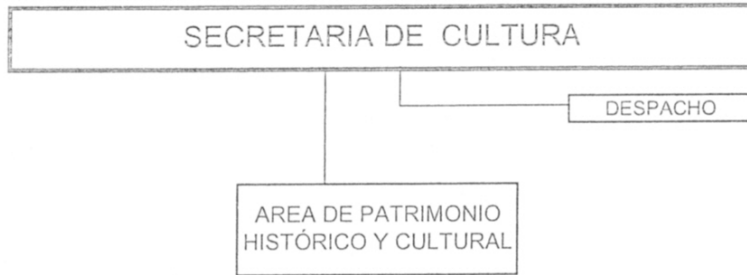 SECRETARIA DE CULTURA
DESPACHO
AREA DE PATRIMONIO
HISTÓRICO Y CULTURAL